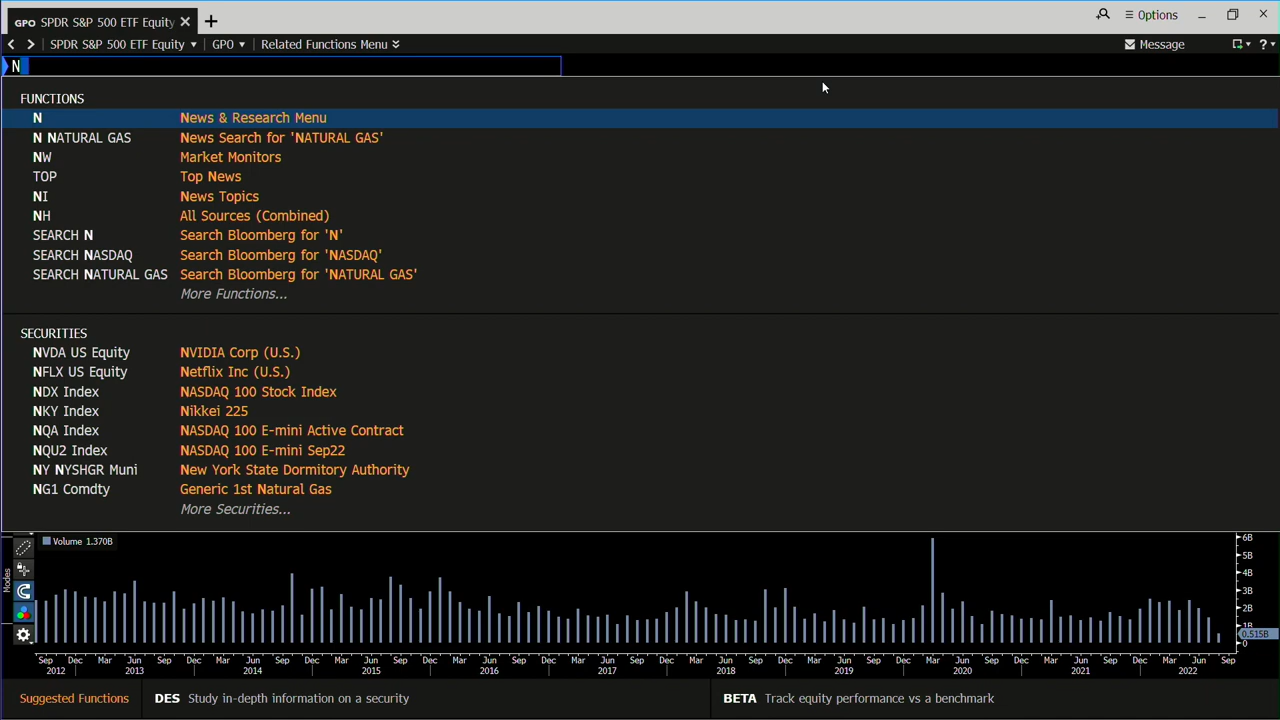 GPO SPDR S&P 500 ETF Equity
Options
SPDR S&P 500 ETF Equity GPO Related Functions Menu Message ?
N
FUNCTIONS
N News & Research Menu
N NATURAL GAS News Search for 'NATURAL GAS'
NW Market Monitors
TOP Top News
NI News Topics
NH All Sources (Combined)
SEARCH N Search Bloomberg for 'N'
SEARCH NASDAQ Search Bloomberg for 'NASDAQ'
SEARCH NATURAL GAS Search Bloomberg for 'NATURAL GAS'
More Functions...
SECURITIES
NVDA US Equity NVIDIA Corp (U.S.)
NFLX US Equity Netflix Inc (U.S.)
NDX Index NASDAQ 100 Stock Index
NKY Index Nikkei 225
NQA Index NASDAQ 100 E-mini Active Contract
NQU2 Index NASDAQ 100 E-mini Sep22
NY NYSHGR Muni New York State Dormitory Authority
NG1 Comdty Generic 1st Natural Gas
More Securities...
Modes
Volume 1.370B
6B
5B
4B
3B
2B
1B
0.515B
0
Sep Dec Mar Jun Sep Dec Mar Jun Sep Dec Mar Jun Sep Dec Mar Jun Sep Dec Mar Jun Sep Dec Mar Jun Sep Dec Mar Jun Sep Dec Mar Jun Sep Dec Mar Jun Sep Dec Mar Jun Sep
2012 2013 2014 2015 2016 2017 2018 2019 2020 2021 2022
Suggested Functions DES Study in-depth information on a security BETA Track equity performance vs a benchmark